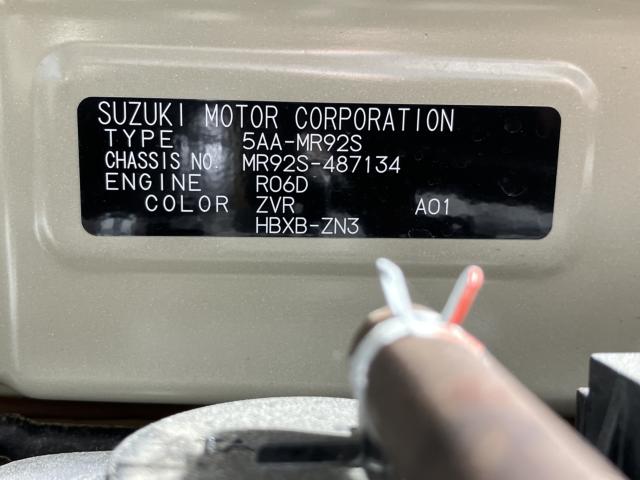 SUZUKI MOTOR CORPORATION
TYPE 5AA-MR92S
CHASSIS NO. MR92S-487134
ENGINE R06D
COLOR ZVR A01
HBXB-ZN3